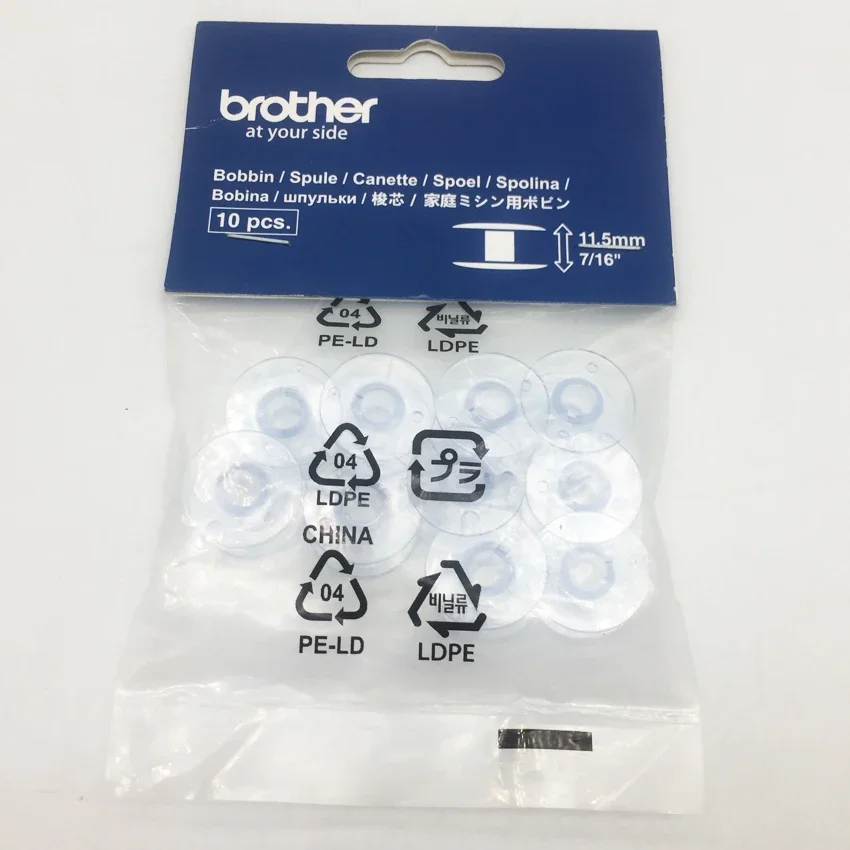 brother
at your side
Bobbin / Spule / Canette / Spoel / Spolina /
Bobina / шпульки / 梭芯 / 家庭ミシン用ボビン
10 pcs.
11.5mm
7/16"
04
PE-LD
비닐류
LDPE
04
LDPE
プラ
CHINA
04
PE-LD
비닐류
LDPE